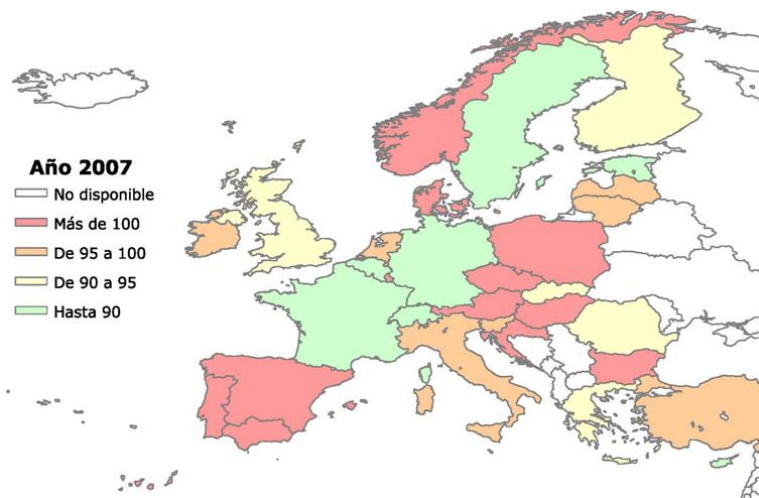 Año 2007
No disponible
Más de 100
De 95 a 100
De 90 a 95
Hasta 90